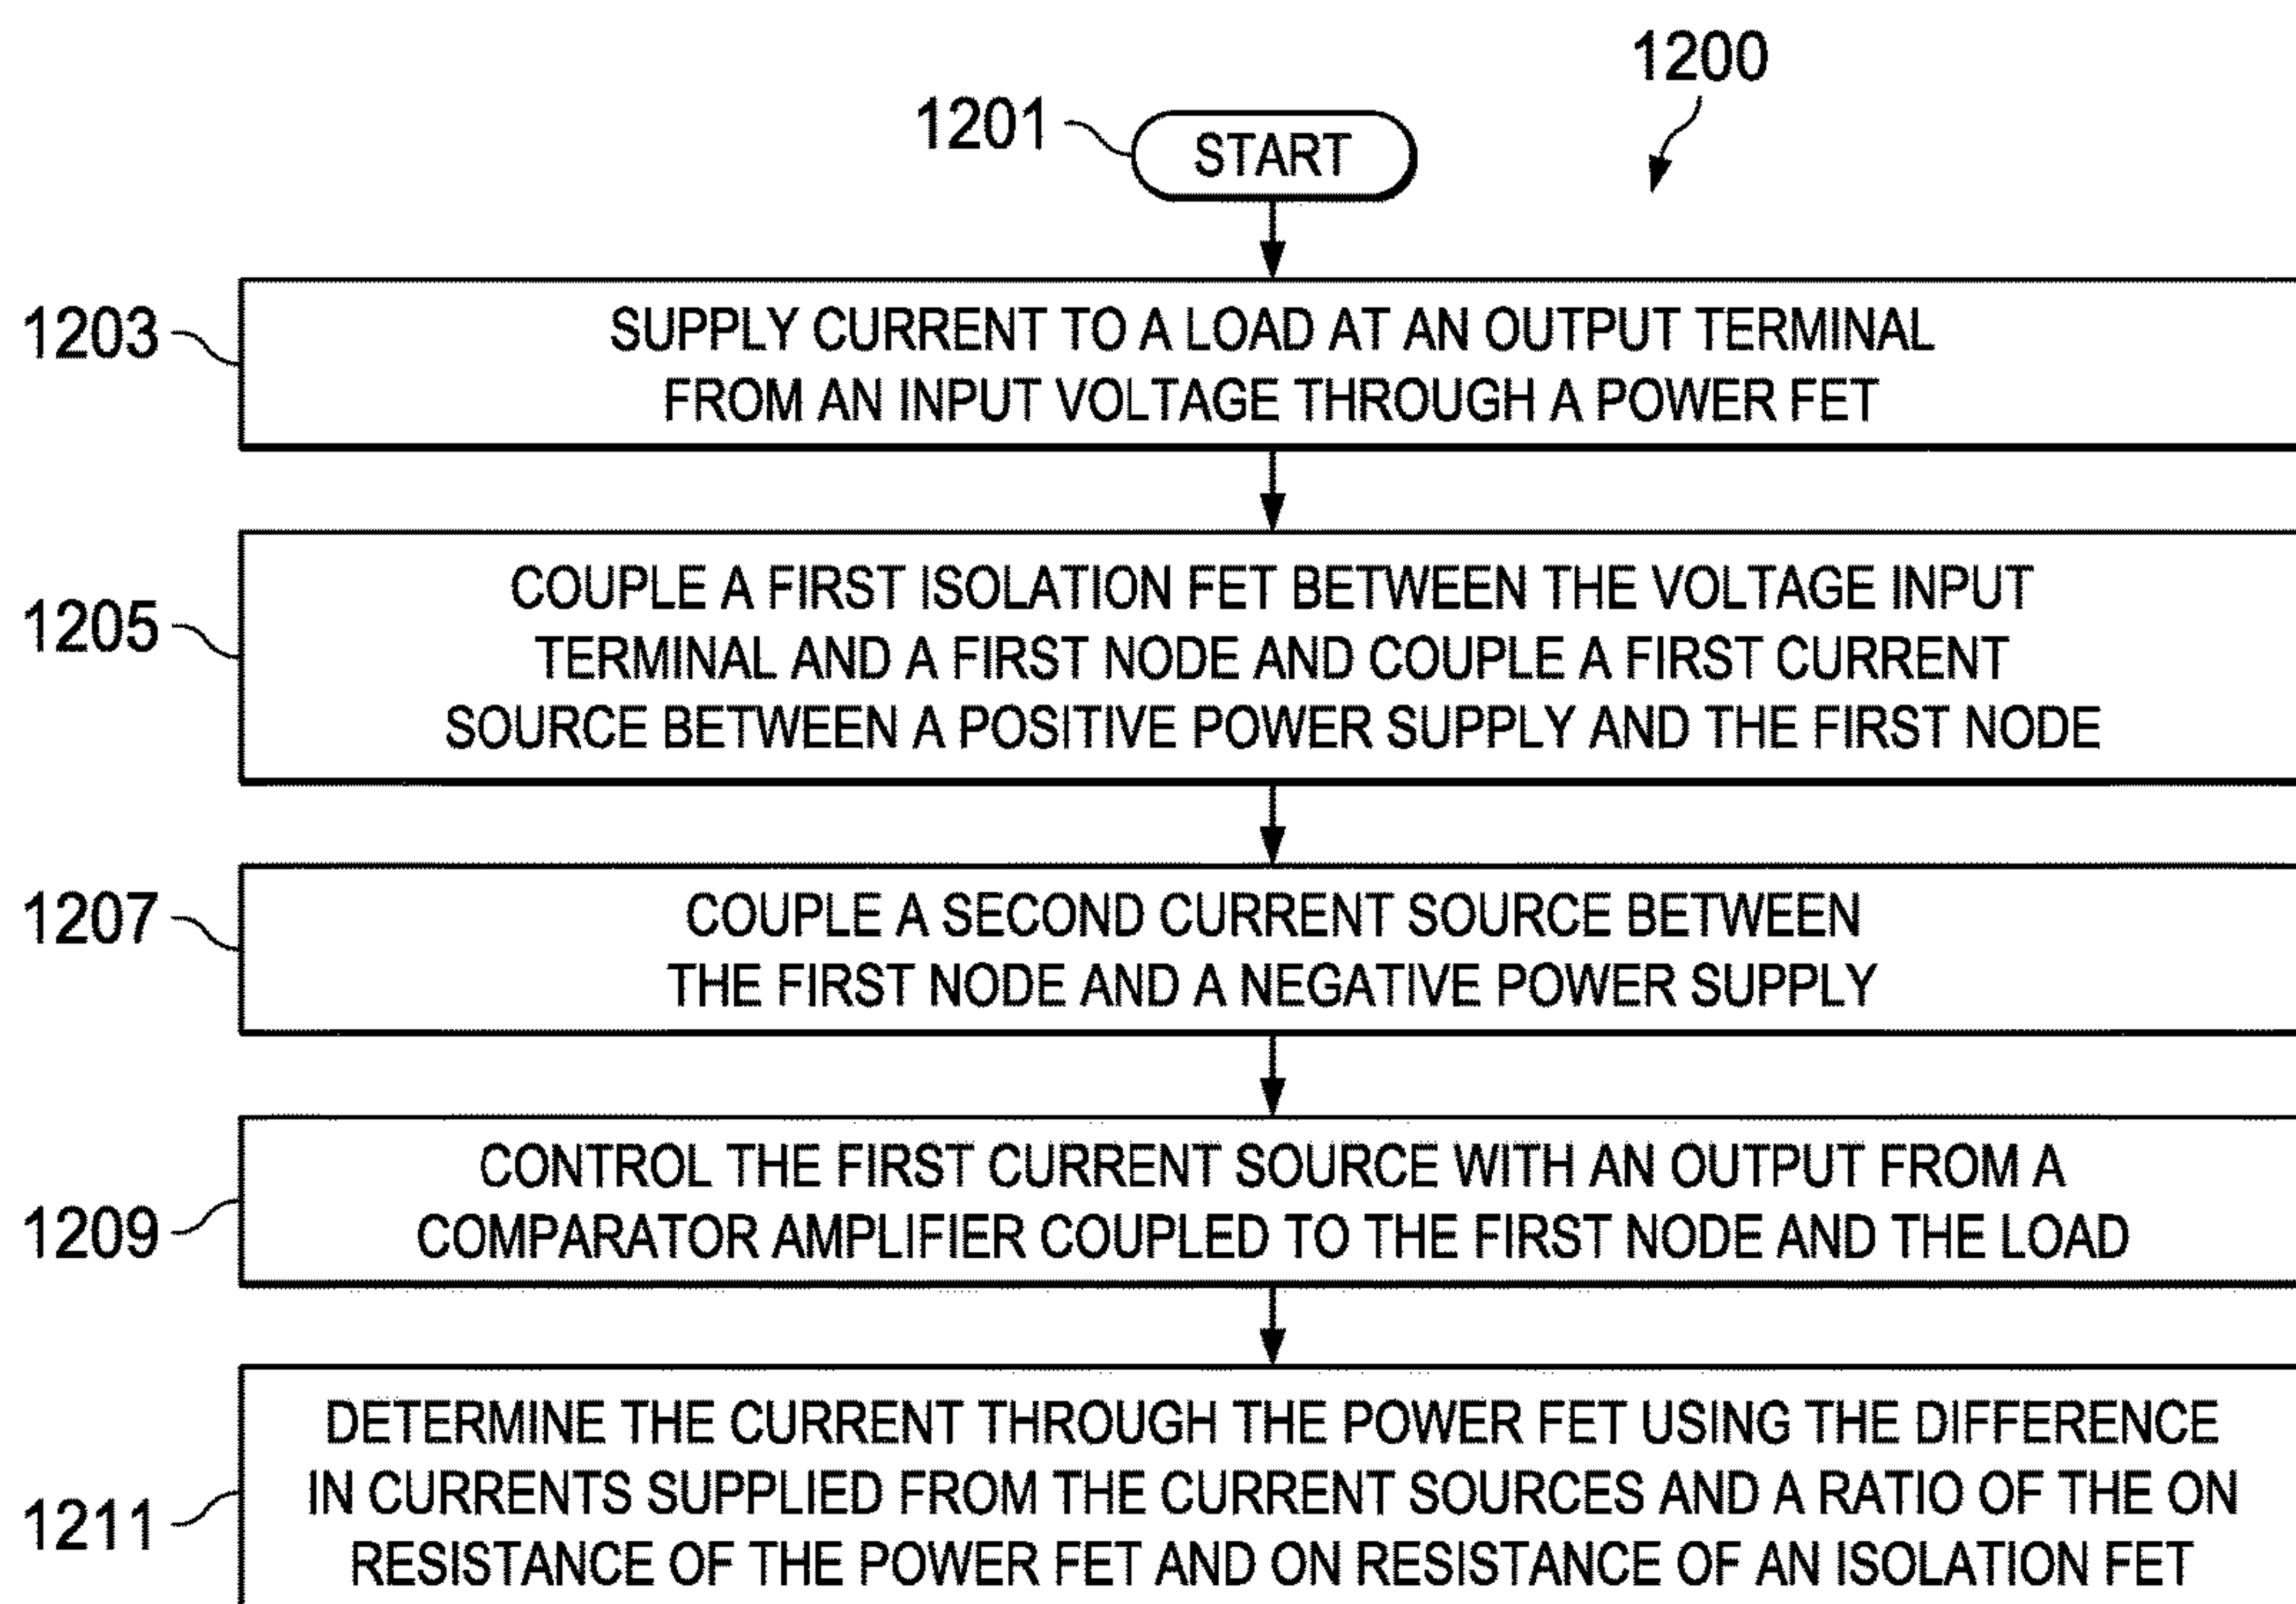 1200
1201
START
1203
SUPPLY CURRENT TO A LOAD AT AN OUTPUT TERMINAL
FROM AN INPUT VOLTAGE THROUGH A POWER FET
1205
COUPLE A FIRST ISOLATION FET BETWEEN THE VOLTAGE INPUT
TERMINAL AND A FIRST NODE AND COUPLE A FIRST CURRENT
SOURCE BETWEEN A POSITIVE POWER SUPPLY AND THE FIRST NODE
1207
COUPLE A SECOND CURRENT SOURCE BETWEEN
THE FIRST NODE AND A NEGATIVE POWER SUPPLY
1209
CONTROL THE FIRST CURRENT SOURCE WITH AN OUTPUT FROM A
COMPARATOR AMPLIFIER COUPLED TO THE FIRST NODE AND THE LOAD
1211
DETERMINE THE CURRENT THROUGH THE POWER FET USING THE DIFFERENCE
IN CURRENTS SUPPLIED FROM THE CURRENT SOURCES AND A RATIO OF THE ON
RESISTANCE OF THE POWER FET AND ON RESISTANCE OF AN ISOLATION FET